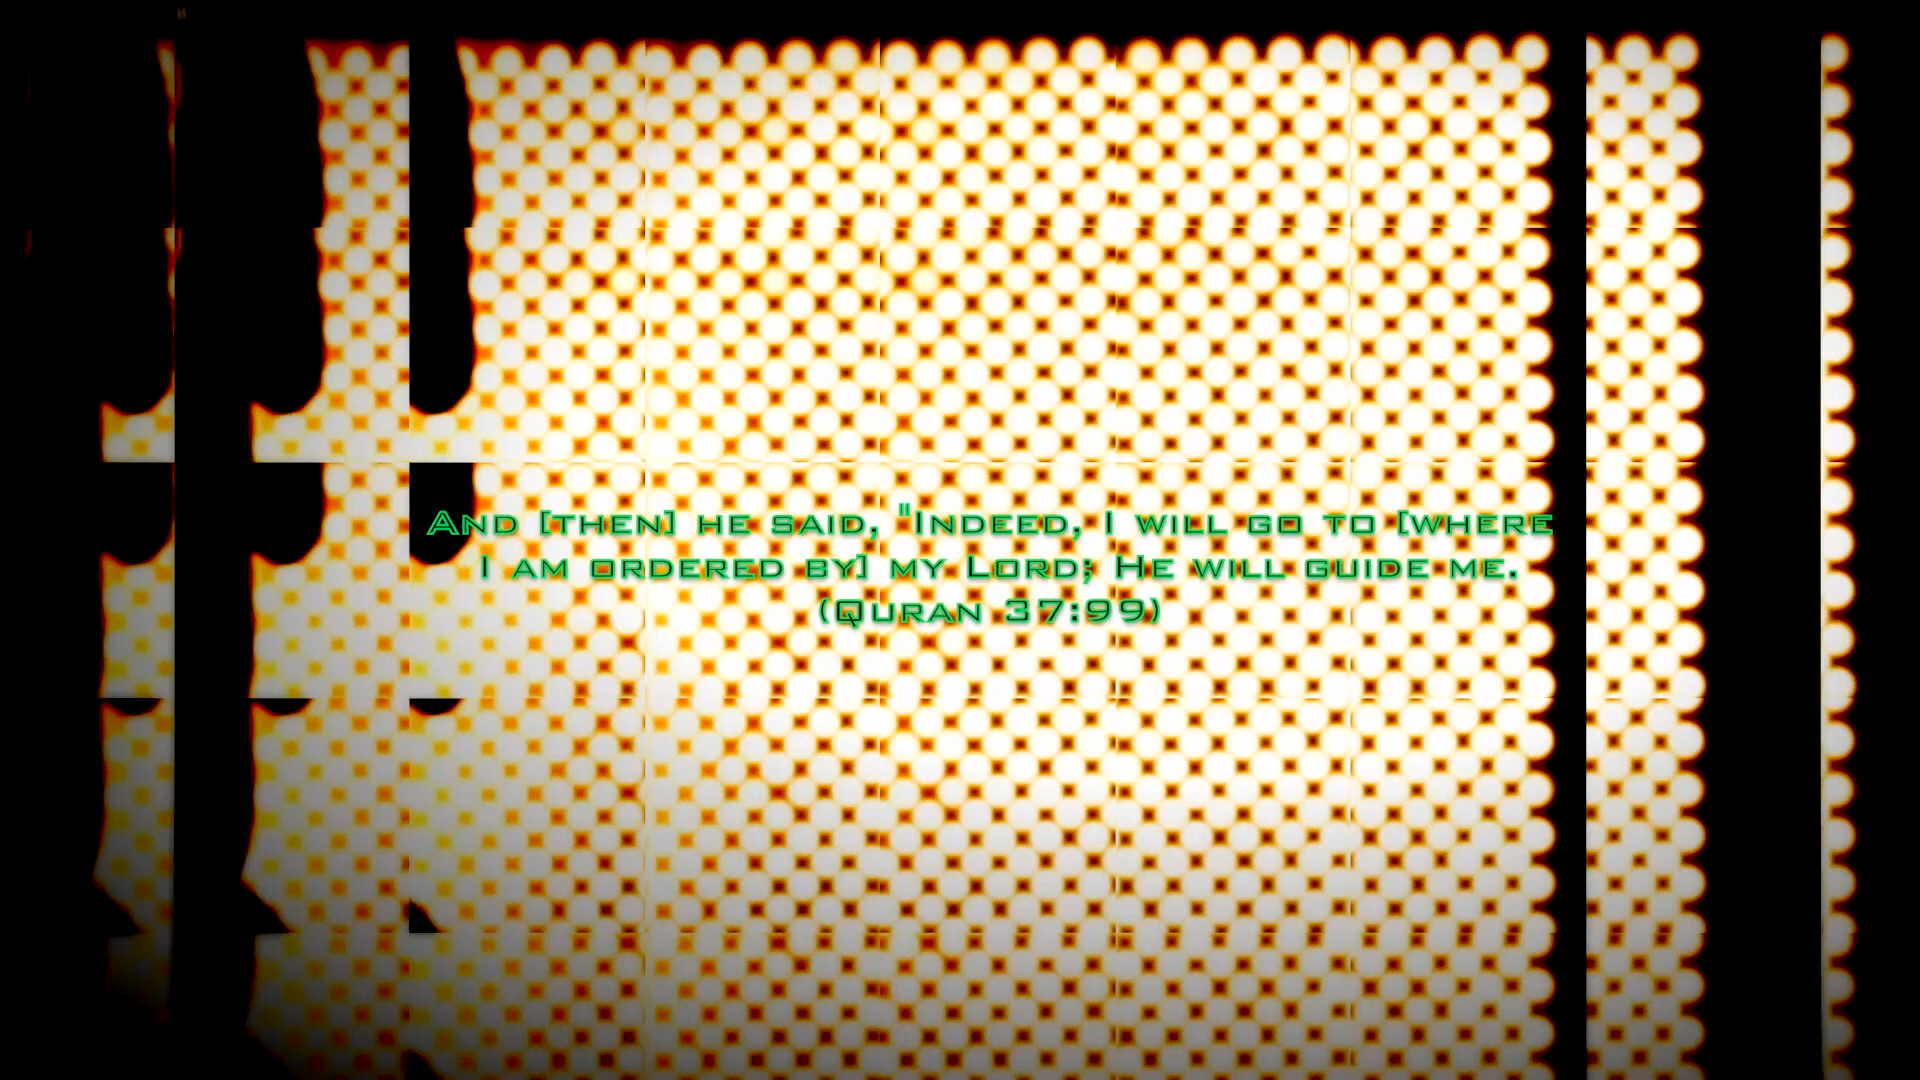 And [then] he said, "Indeed, I will go to [where
I am ordered by] my Lord; He will guide me.
(Quran 37:99)